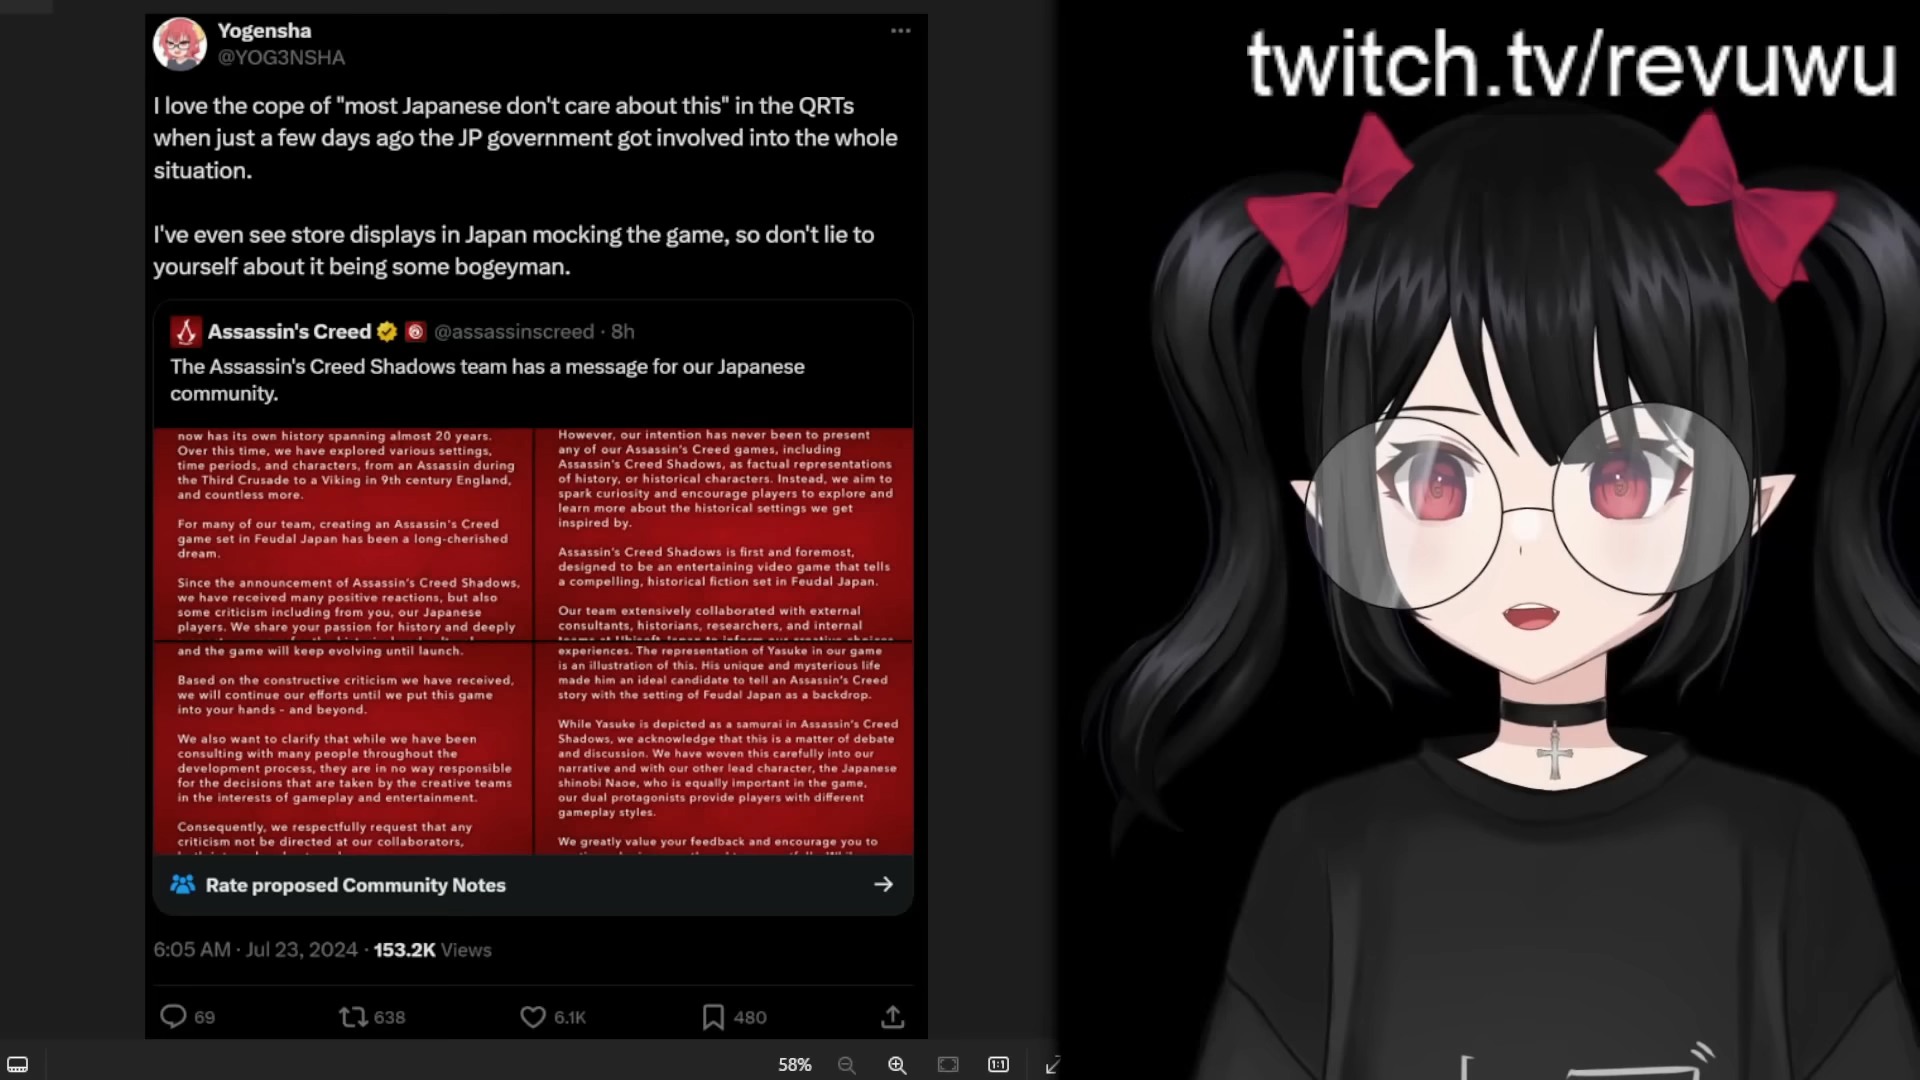 Yogensha
@YOG3NSHA
I love the cope of "most Japanese don't care about this" in the QRTs
when just a few days ago the JP government got involved into the whole
situation.
I've even see store displays in Japan mocking the game, so don't lie to
yourself about it being some bogeyman.
Assassin's Creed @assassinscreed · 8h
The Assassin's Creed Shadows team has a message for our Japanese
community.
now has its own history spanning almost 20 years.
Over this time, we have explored various settings,
time periods, and characters, from an Assassin during
the Third Crusade to a Viking in 9th century England,
and countless more.
For many of our team, creating an Assassin's Creed
game set in Feudal Japan has been a long-cherished
dream.
Since the announcement of Assassin's Creed Shadows,
we have received many positive reactions, but also
some criticism including from you, our Japanese
players. We share your passion for history and deeply
However, our intention has never been to present
any of our Assassin's Creed games, including
Assassin's Creed Shadows, as factual representations
of history, or historical characters. Instead, we aim to
spark curiosity and encourage players to explore and
learn more about the historical settings we get
inspired by.
Assassin's Creed Shadows is first and foremost,
designed to be an entertaining video game that tells
a compelling, historical fiction set in Feudal Japan.
Our team extensively collaborated with external
consultants, historians, researchers, and internal
teams at Ubisoft Japan to inform our creative choices
and the game will keep evolving until launch.
Based on the constructive criticism we have received,
we will continue our efforts until we put this game
into your hands - and beyond.
We also want to clarify that while we have been
consulting with many people throughout the
development process, they are in no way responsible
for the decisions that are taken by the creative teams
in the interests of gameplay and entertainment.
Consequently, we respectfully request that any
criticism not be directed at our collaborators,
experiences. The representation of Yasuke in our game
is an illustration of this. His unique and mysterious life
made him an ideal candidate to tell an Assassin's Creed
story with the setting of Feudal Japan as a backdrop.
While Yasuke is depicted as a samurai in Assassin's Creed
Shadows, we acknowledge that this is a matter of debate
and discussion. We have woven this carefully into our
narrative and with our other lead character, the Japanese
shinobi Naoe, who is equally important in the game,
our dual protagonists provide players with different
gameplay styles.
We greatly value your feedback and encourage you to
Rate proposed Community Notes
6:05 AM · Jul 23, 2024 · 153.2K Views
69 638 6.1K 480
58%
1:1
twitch.tv/revuwu